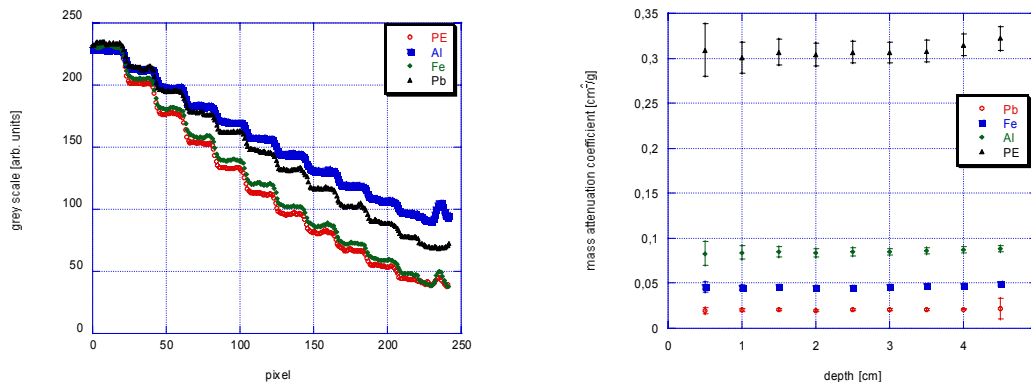 250
200
150
100
50
0
grey scale [arb. units]
0 50 100 150 200 250
pixel
PE
Al
Fe
Pb
0,35
0,3
0,25
0,2
0,15
0,1
0,05
0
mass attenuation coefficient [cm²/g]
0 1 2 3 4
depth [cm]
Pb
Fe
Al
PE